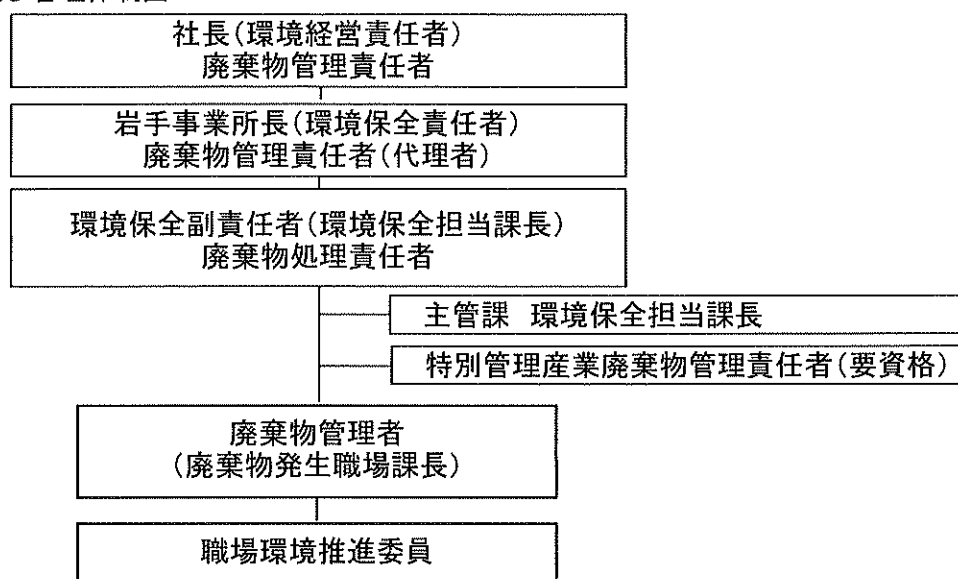 社長(環境経営責任者)
廃棄物管理責任者
岩手事業所長(環境保全責任者)
廃棄物管理責任者(代理者)
環境保全副責任者(環境保全担当課長)
廃棄物処理責任者
主管課 環境保全担当課長
特別管理産業廃棄物管理責任者(要資格)
廃棄物管理者
(廃棄物発生職場課長)
職場環境推進委員